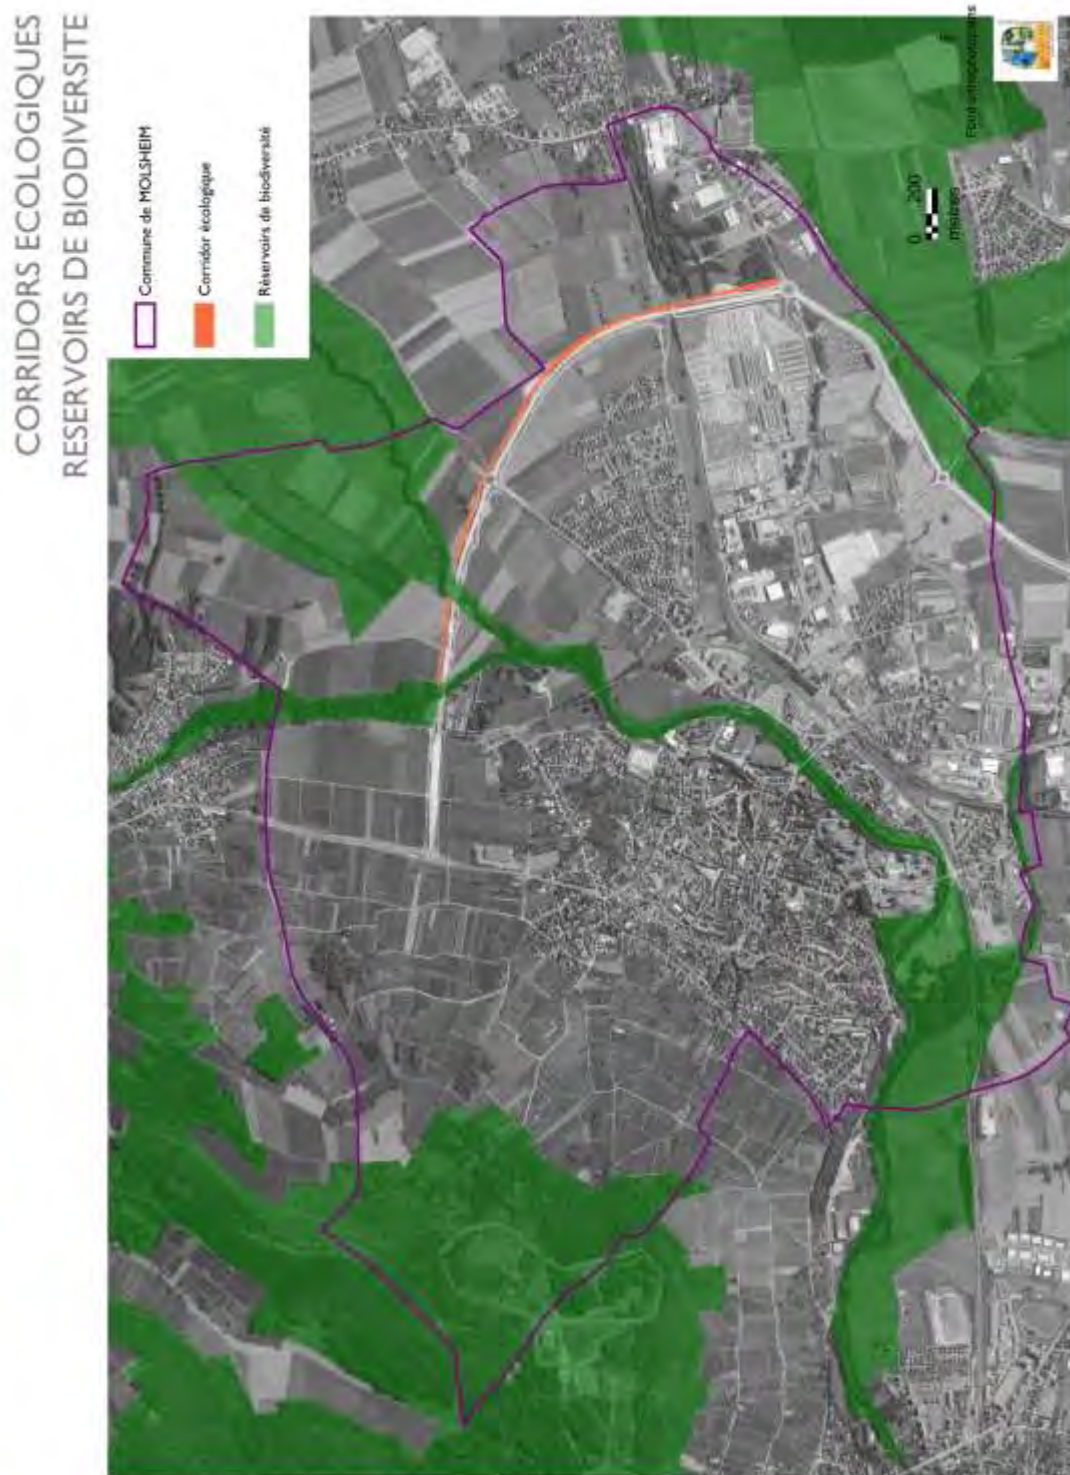 CORRIDORS ECOLOGIQUES
RESERVOIRS DE BIODIVERSITE
Commune de MOLSHEIM
Corridor écologique
Réservoirs de biodiversité
0 200
mètres